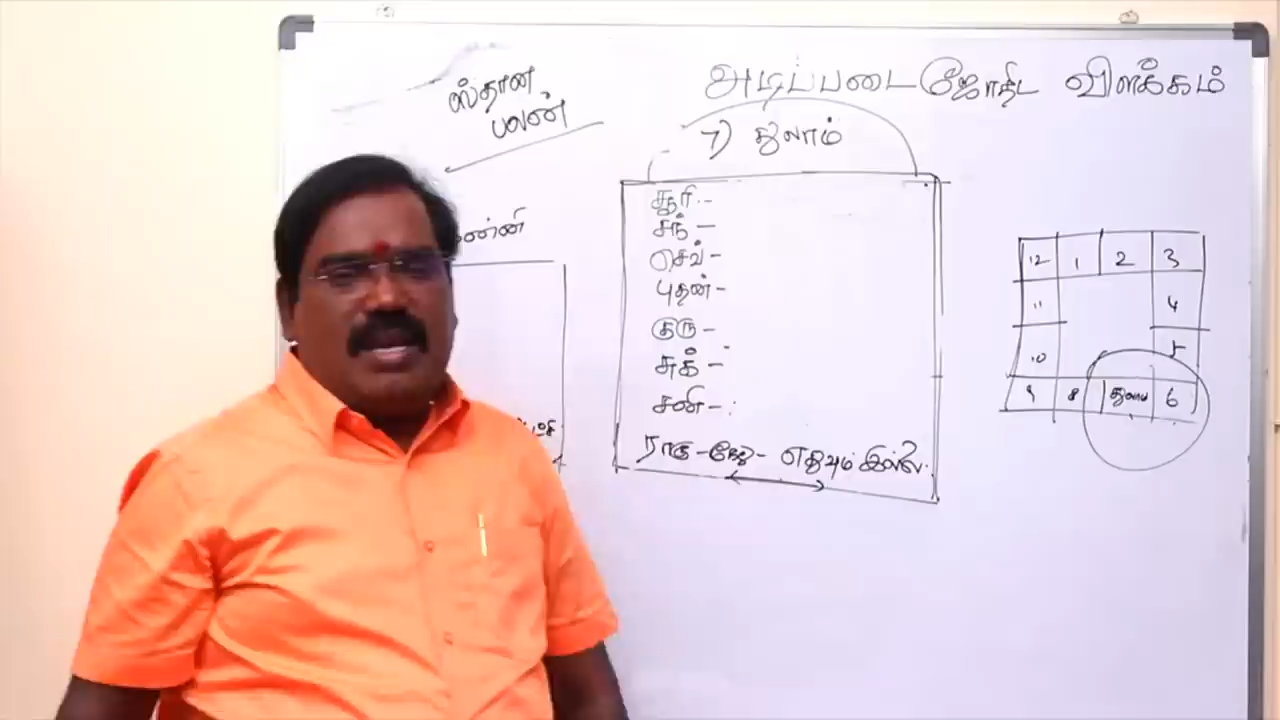 ஸ்தான
பலன்
அடிப்படை ஜோதிட விளக்கம்
7) துலாம்
சூரி :-
சந் -
செவ் -
புதன் -
குரு -
சுக் -
சனி - :
ராகு - கேது - எதுவும் இல்லை.
12 1 2 3
11 4
10 5
9 8 துலாம் 6